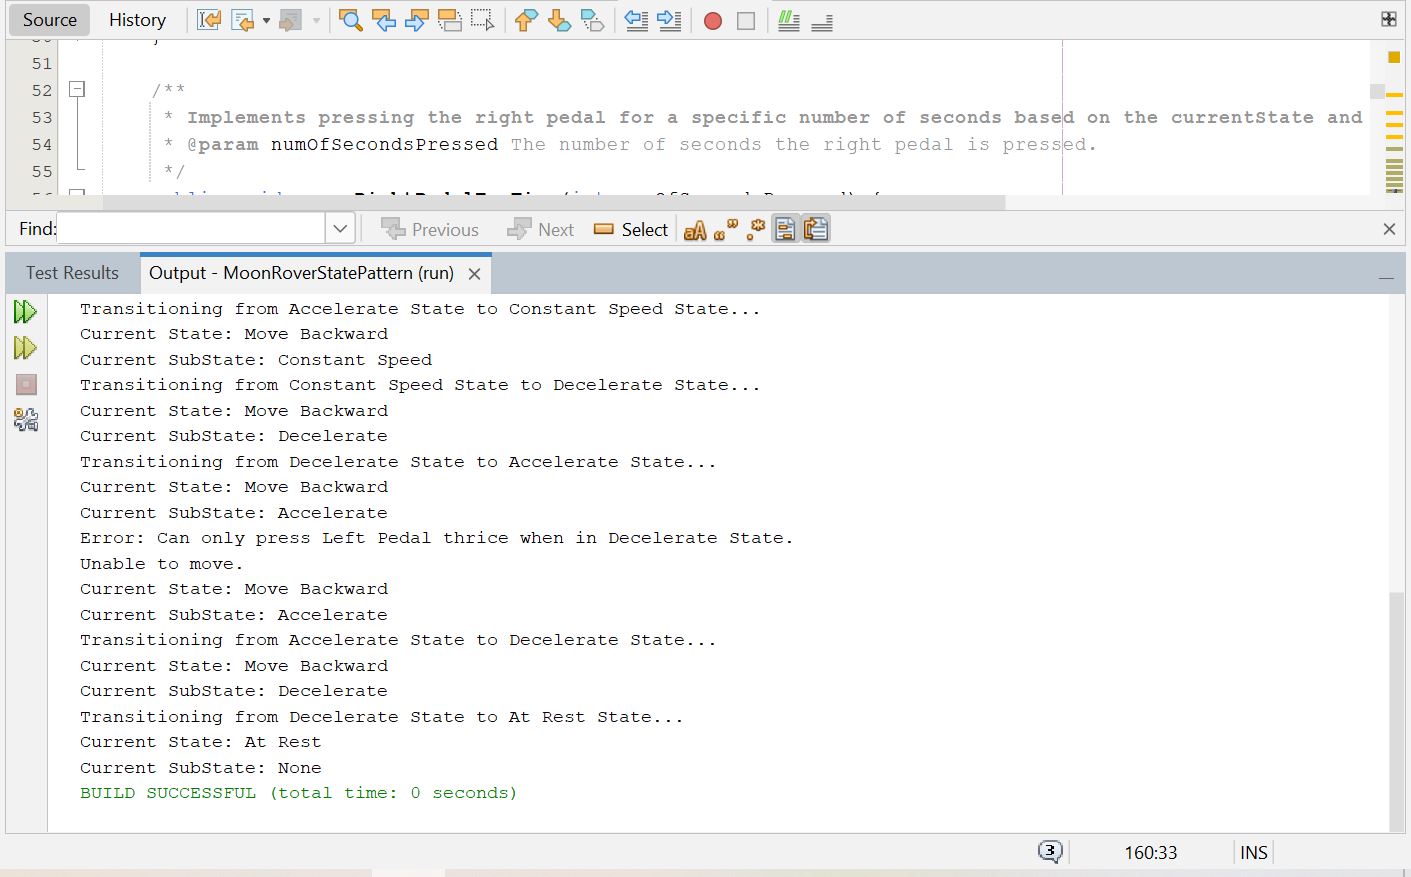 Source History
51
52 /**
53 * Implements pressing the right pedal for a specific number of seconds based on the currentState and
54 * @param numOfSecondsPressed The number of seconds the right pedal is pressed.
55 */
Find: Previous Next Select
Test Results Output - MoonRoverStatePattern (run)
Transitioning from Accelerate State to Constant Speed State...
Current State: Move Backward
Current SubState: Constant Speed
Transitioning from Constant Speed State to Decelerate State...
Current State: Move Backward
Current SubState: Decelerate
Transitioning from Decelerate State to Accelerate State...
Current State: Move Backward
Current SubState: Accelerate
Error: Can only press Left Pedal thrice when in Decelerate State.
Unable to move.
Current State: Move Backward
Current SubState: Accelerate
Transitioning from Accelerate State to Decelerate State...
Current State: Move Backward
Current SubState: Decelerate
Transitioning from Decelerate State to At Rest State...
Current State: At Rest
Current SubState: None
BUILD SUCCESSFUL (total time: 0 seconds)
3 160:33 INS